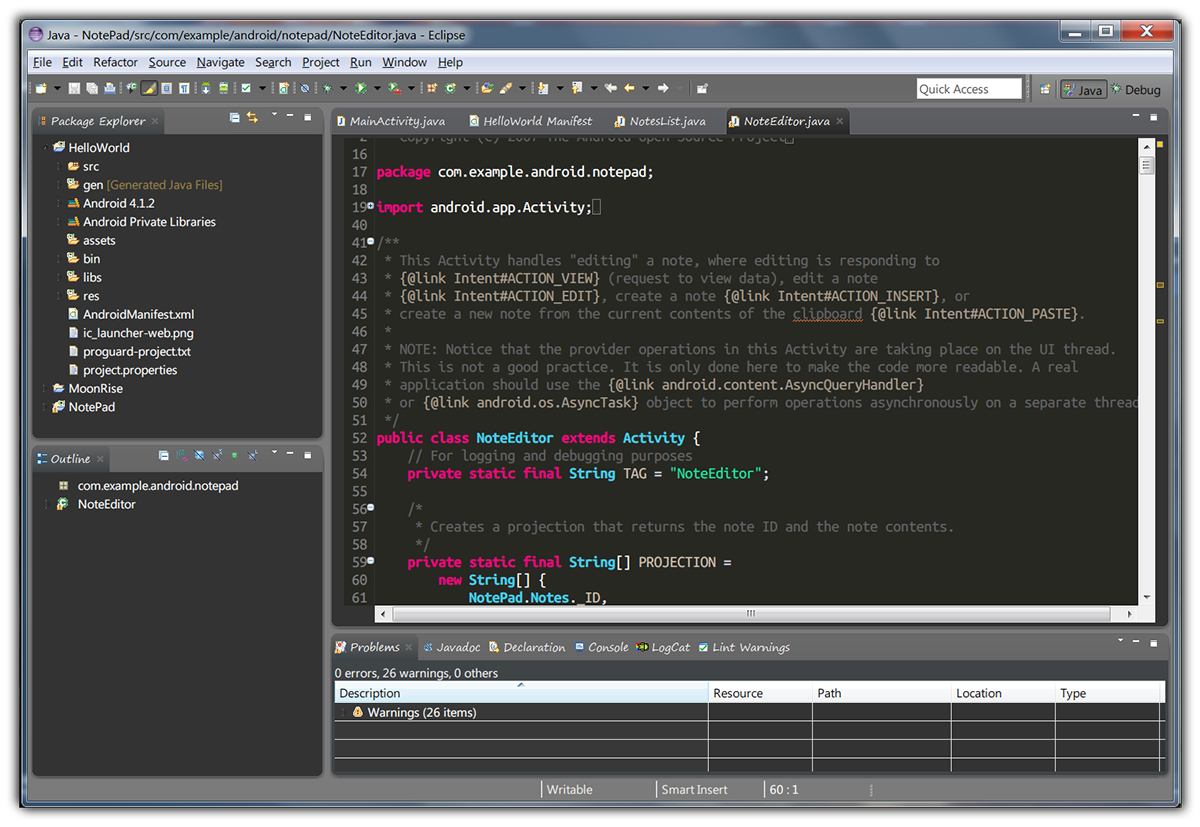 Java - NotePad/src/com/example/android/notepad/NoteEditor.java - Eclipse
File Edit Refactor Source Navigate Search Project Run Window Help
Quick Access Java Debug
Package Explorer
HelloWorld
src
gen [Generated Java Files]
Android 4.1.2
Android Private Libraries
assets
bin
libs
res
AndroidManifest.xml
ic_launcher-web.png
proguard-project.txt
project.properties
MoonRise
NotePad
Outline
com.example.android.notepad
NoteEditor
MainActivity.java HelloWorld Manifest NotesList.java NoteEditor.java
2 Copyright (C) 2007 The Android Open Source Project
16
17 package com.example.android.notepad;
18
19 import android.app.Activity;
40
41 /**
42 * This Activity handles "editing" a note, where editing is responding to
43 * {@link Intent#ACTION_VIEW} (request to view data), edit a note
44 * {@link Intent#ACTION_EDIT}, create a note {@link Intent#ACTION_INSERT}, or
45 * create a new note from the current contents of the clipboard {@link Intent#ACTION_PASTE}.
46 *
47 * NOTE: Notice that the provider operations in this Activity are taking place on the UI thread.
48 * This is not a good practice. It is only done here to make the code more readable. A real
49 * application should use the {@link android.content.AsyncQueryHandler}
50 * or {@link android.os.AsyncTask} object to perform operations asynchronously on a separate thread
51 */
52 public class NoteEditor extends Activity {
53 // For logging and debugging purposes
54 private static final String TAG = "NoteEditor";
55
56 /*
57 * Creates a projection that returns the note ID and the note contents.
58 */
59 private static final String[] PROJECTION =
60 new String[] {
61 NotePad.Notes._ID,
Problems Javadoc Declaration Console LogCat Lint Warnings
0 errors, 26 warnings, 0 others
Description Resource Path Location Type
Warnings (26 items)
Writable Smart Insert 60 : 1